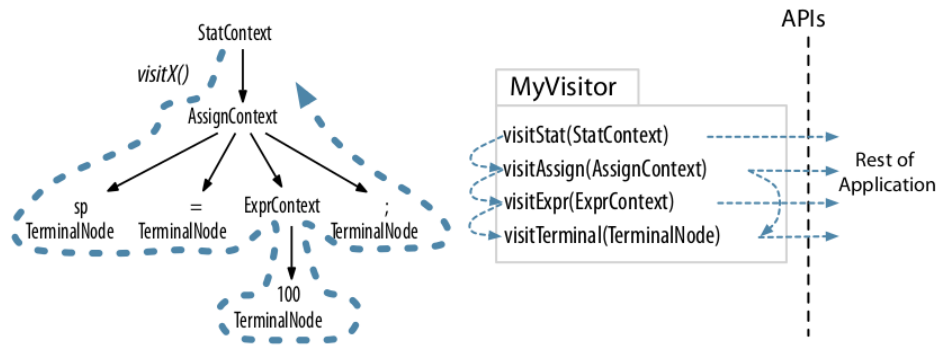 StatContext
visitX()
AssignContext
sp
TerminalNode
=
TerminalNode
ExprContext
;
TerminalNode
100
TerminalNode
APIs
MyVisitor
visitStat(StatContext)
visitAssign(AssignContext)
visitExpr(ExprContext)
visitTerminal(TerminalNode)
Rest of
Application